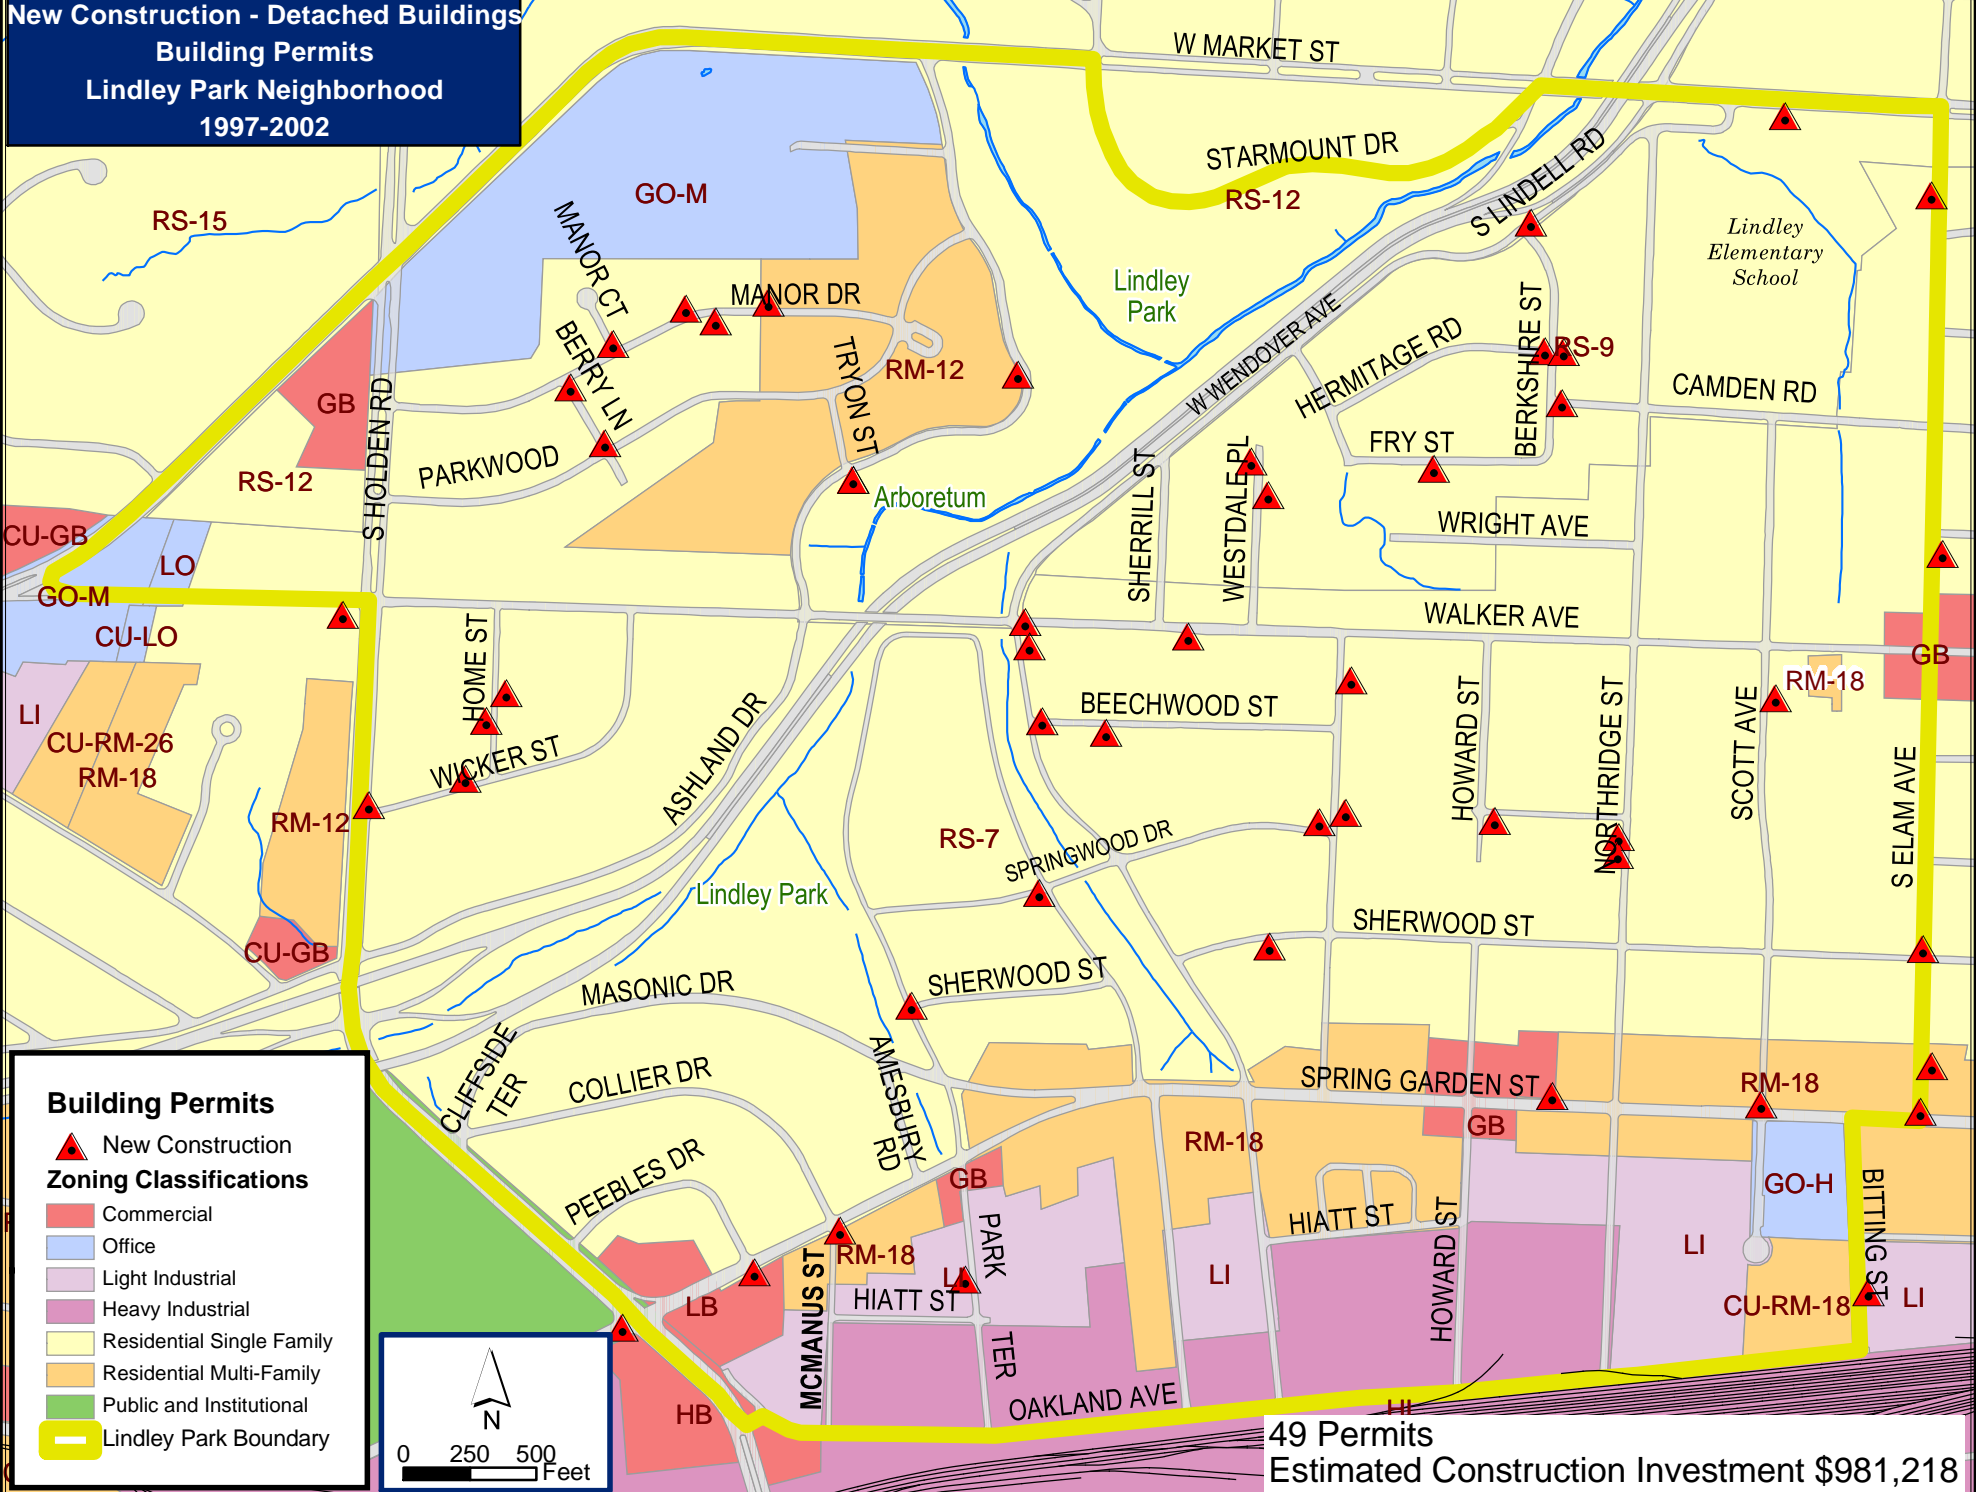 New Construction - Detached Buildings
Building Permits
Lindley Park Neighborhood
1997-2002
W MARKET ST
STARMOUNT DR
RS-12
S LINDELL RD
RS-15
GO-M
Lindley
Elementary
School
MANOR CT
MANOR DR
BERRY LN
Lindley
Park
W WENDOVER AVE
HERMITAGE RD
BERKSHIRE ST
RS-9
CAMDEN RD
TRYON ST
RM-12
GB
S HOLDEN RD
PARKWOOD
RS-12
FRY ST
Arboretum
SHERRILL ST
WESTDALE PL
WRIGHT AVE
CU-GB
LO
GO-M
CU-LO
WALKER AVE
GB
HOME ST
RM-18
LI
CU-RM-26
RM-18
WICKER ST
ASHLAND DR
BEECHWOOD ST
HOWARD ST
NORTHRIDGE ST
SCOTT AVE
S ELAM AVE
RM-12
RS-7
SPRINGWOOD DR
Lindley Park
CU-GB
SHERWOOD ST
MASONIC DR
SHERWOOD ST
CLIFFSIDE
TER
COLLIER DR
AMESBURY
RD
SPRING GARDEN ST
RM-18
GB
RM-18
PEEBLES DR
GB
GO-H
BITTING ST
PARK
TER
HIATT ST
HOWARD ST
LI
RM-18
LI
LI
HIATT ST
MCMANUS ST
LB
CU-RM-18
LI
OAKLAND AVE
HB
HI
Building Permits
New Construction
Zoning Classifications
Commercial
Office
Light Industrial
Heavy Industrial
Residential Single Family
Residential Multi-Family
Public and Institutional
Lindley Park Boundary
N
0 250 500
Feet
49 Permits
Estimated Construction Investment $981,218